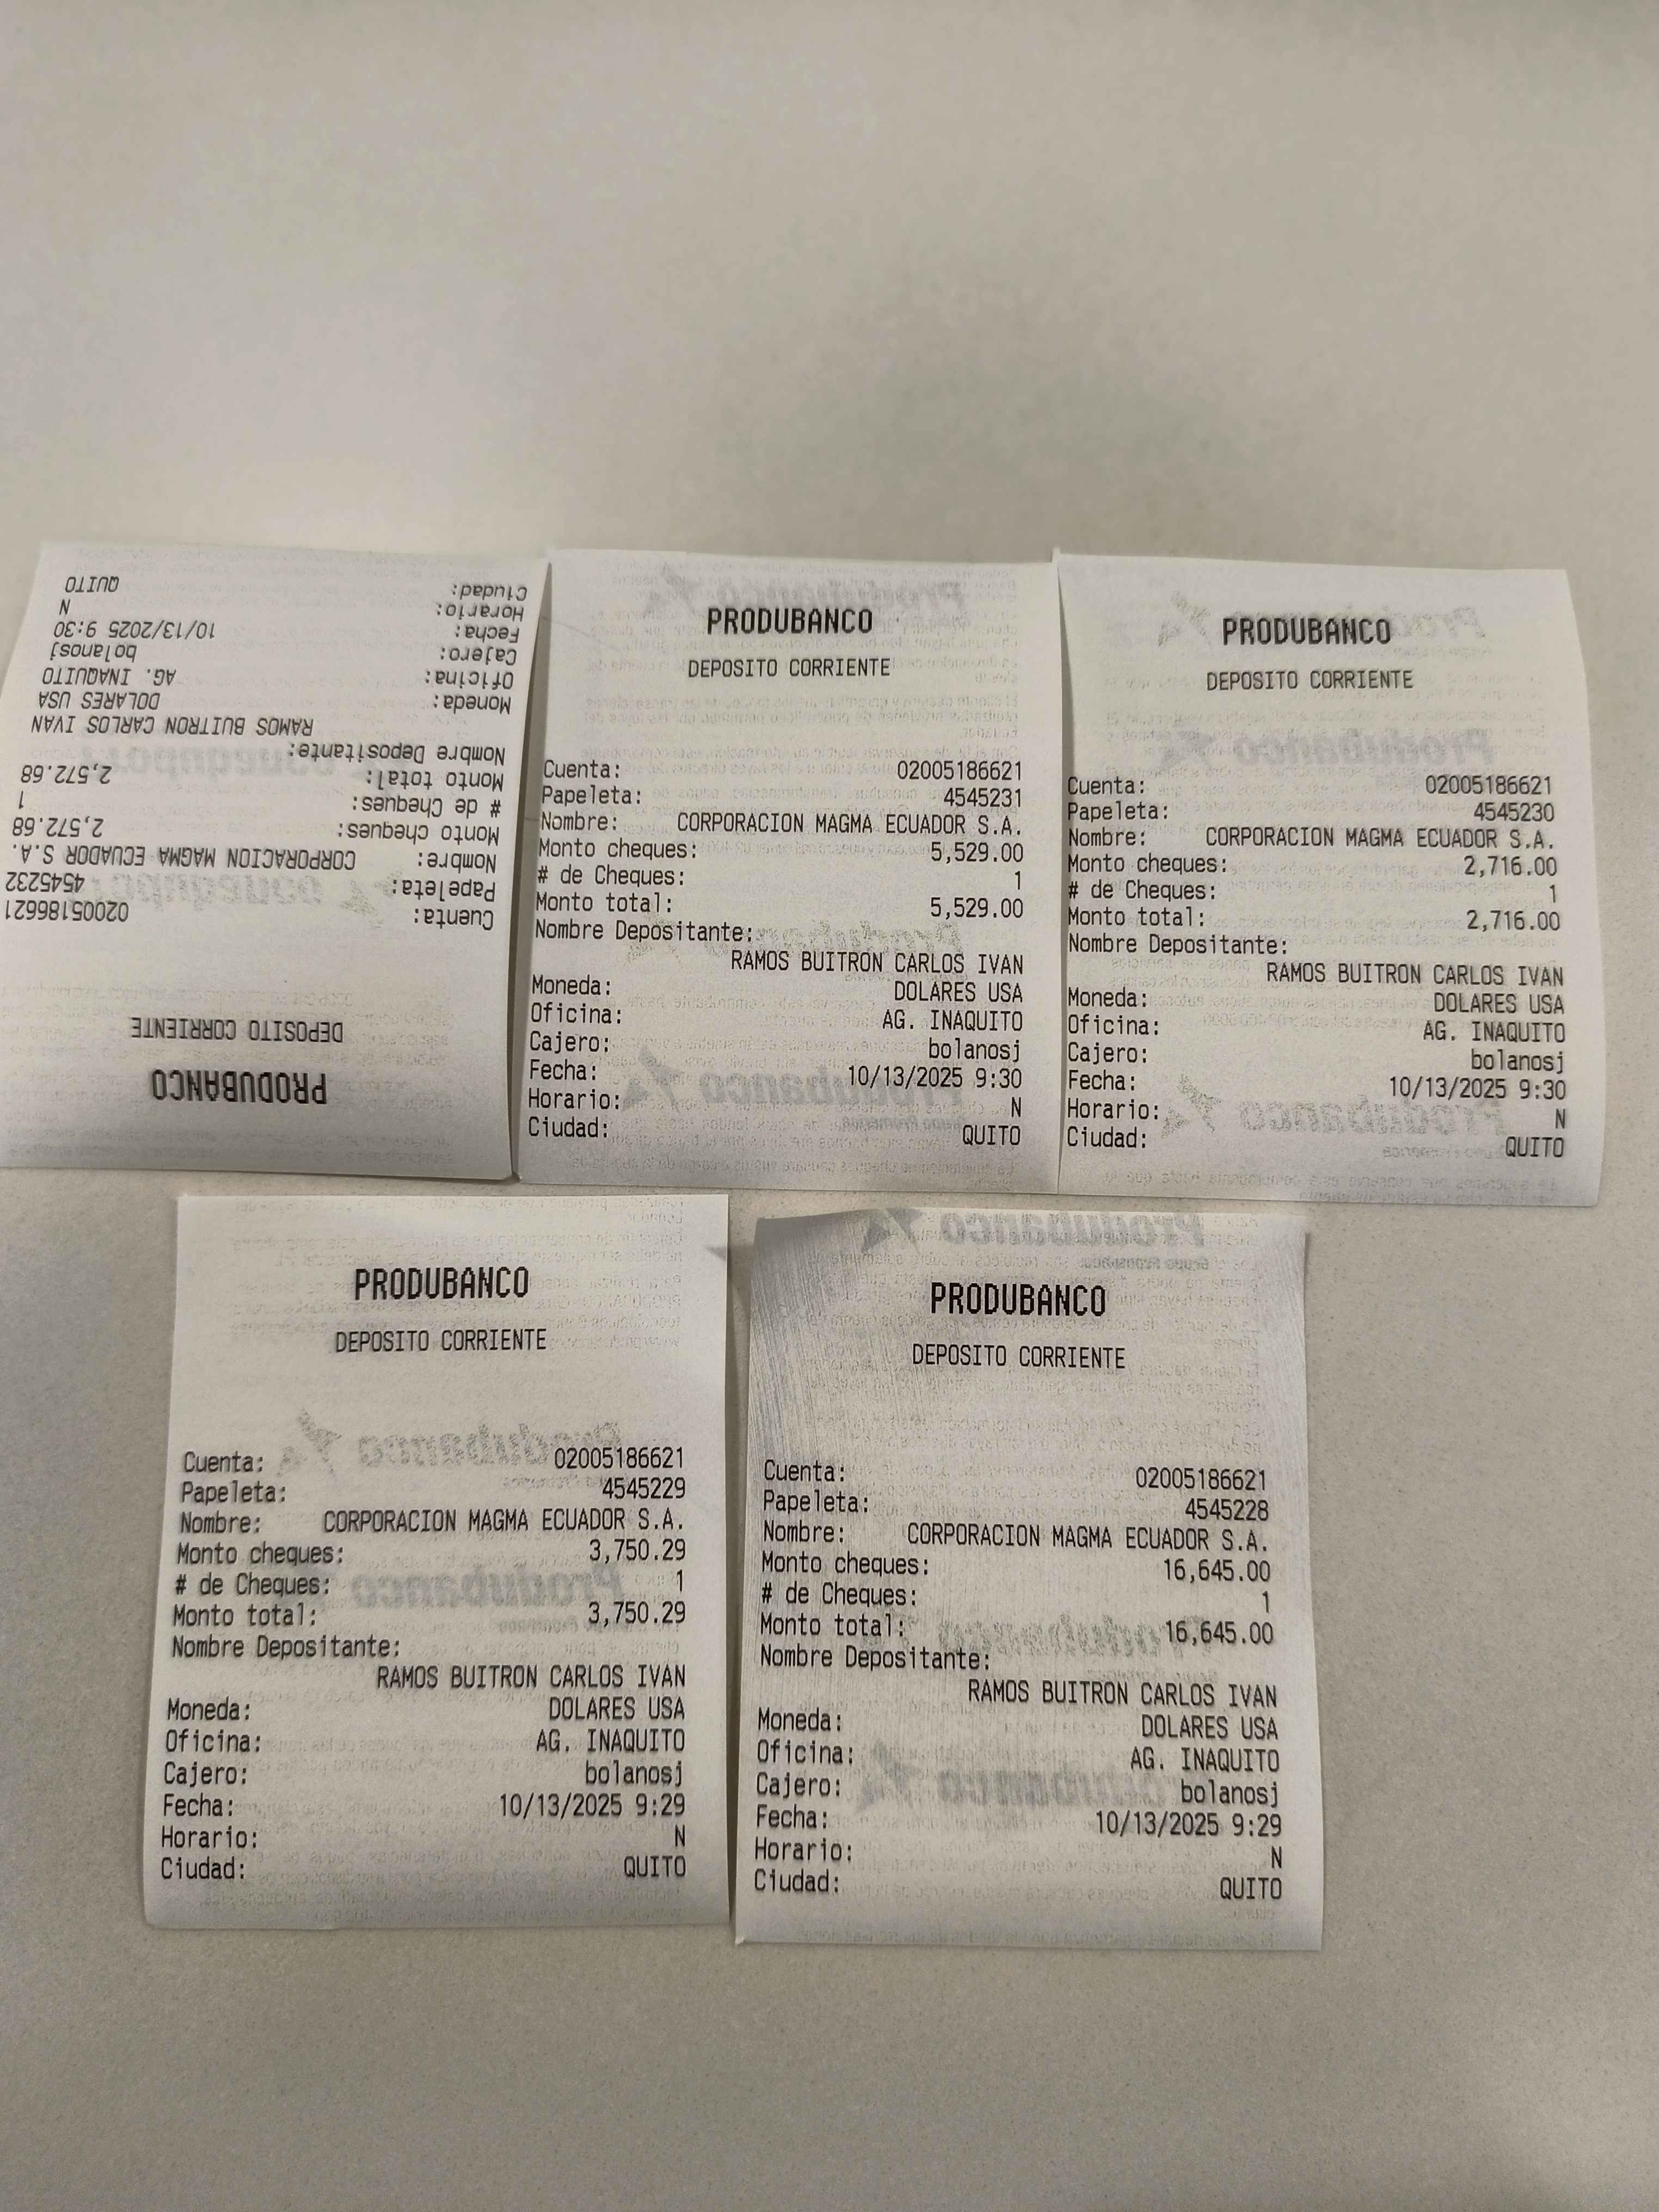 PRODUBANCO
DEPOSITO CORRIENTE
Cuenta: 02005186621
Papeleta: 4545232
Nombre: CORPORACION MAGMA ECUADOR S.A.
Monto cheques: 2,572.68
# de Cheques: 1
Monto total: 2,572.68
Nombre Depositante:
RAMOS BUITRON CARLOS IVAN
Moneda: DOLARES USA
Oficina: AG. INAQUITO
Cajero: bolanosj
Fecha: 10/13/2025 9:30
Horario: N
Ciudad: QUITO
PRODUBANCO
DEPOSITO CORRIENTE
Cuenta: 02005186621
Papeleta: 4545231
Nombre: CORPORACION MAGMA ECUADOR S.A.
Monto cheques: 5,529.00
# de Cheques: 1
Monto total: 5,529.00
Nombre Depositante:
RAMOS BUITRON CARLOS IVAN
Moneda: DOLARES USA
Oficina: AG. INAQUITO
Cajero: bolanosj
Fecha: 10/13/2025 9:30
Horario: N
Ciudad: QUITO
PRODUBANCO
DEPOSITO CORRIENTE
Cuenta: 02005186621
Papeleta: 4545230
Nombre: CORPORACION MAGMA ECUADOR S.A.
Monto cheques: 2,716.00
# de Cheques: 1
Monto total: 2,716.00
Nombre Depositante:
RAMOS BUITRON CARLOS IVAN
Moneda: DOLARES USA
Oficina: AG. INAQUITO
Cajero: bolanosj
Fecha: 10/13/2025 9:30
Horario: N
Ciudad: QUITO
PRODUBANCO
DEPOSITO CORRIENTE
Cuenta: 02005186621
Papeleta: 4545229
Nombre: CORPORACION MAGMA ECUADOR S.A.
Monto cheques: 3,750.29
# de Cheques: 1
Monto total: 3,750.29
Nombre Depositante:
RAMOS BUITRON CARLOS IVAN
Moneda: DOLARES USA
Oficina: AG. INAQUITO
Cajero: bolanosj
Fecha: 10/13/2025 9:29
Horario: N
Ciudad: QUITO
PRODUBANCO
DEPOSITO CORRIENTE
Cuenta: 02005186621
Papeleta: 4545228
Nombre: CORPORACION MAGMA ECUADOR S.A.
Monto cheques: 16,645.00
# de Cheques: 1
Monto total: 16,645.00
Nombre Depositante:
RAMOS BUITRON CARLOS IVAN
Moneda: DOLARES USA
Oficina: AG. INAQUITO
Cajero: bolanosj
Fecha: 10/13/2025 9:29
Horario: N
Ciudad: QUITO